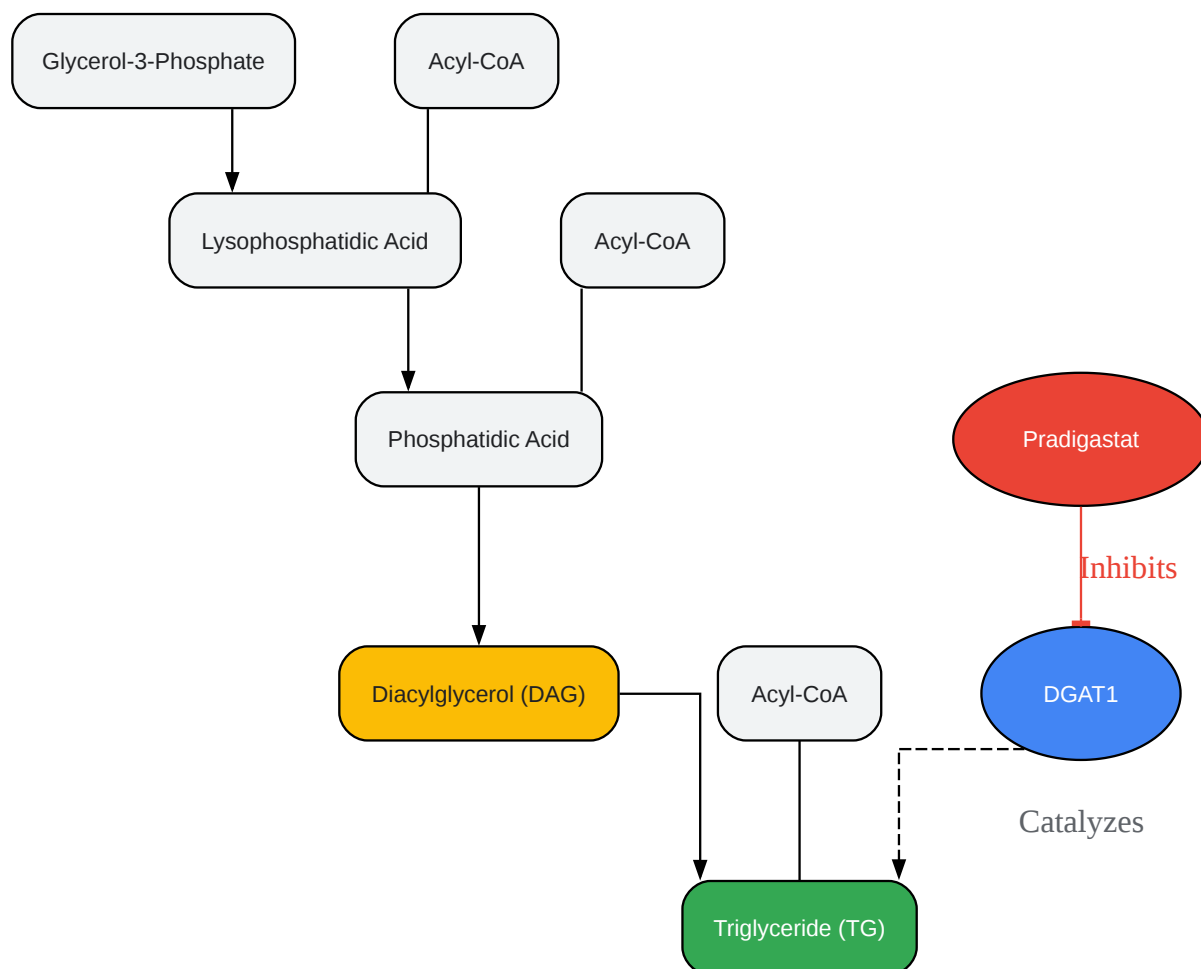 Glycerol-3-Phosphate
Acyl-CoA
Lysophosphatidic Acid
Acyl-CoA
Phosphatidic Acid
Pradigastat
Inhibits
Diacylglycerol (DAG)
Acyl-CoA
DGAT1
Catalyzes
Triglyceride (TG)